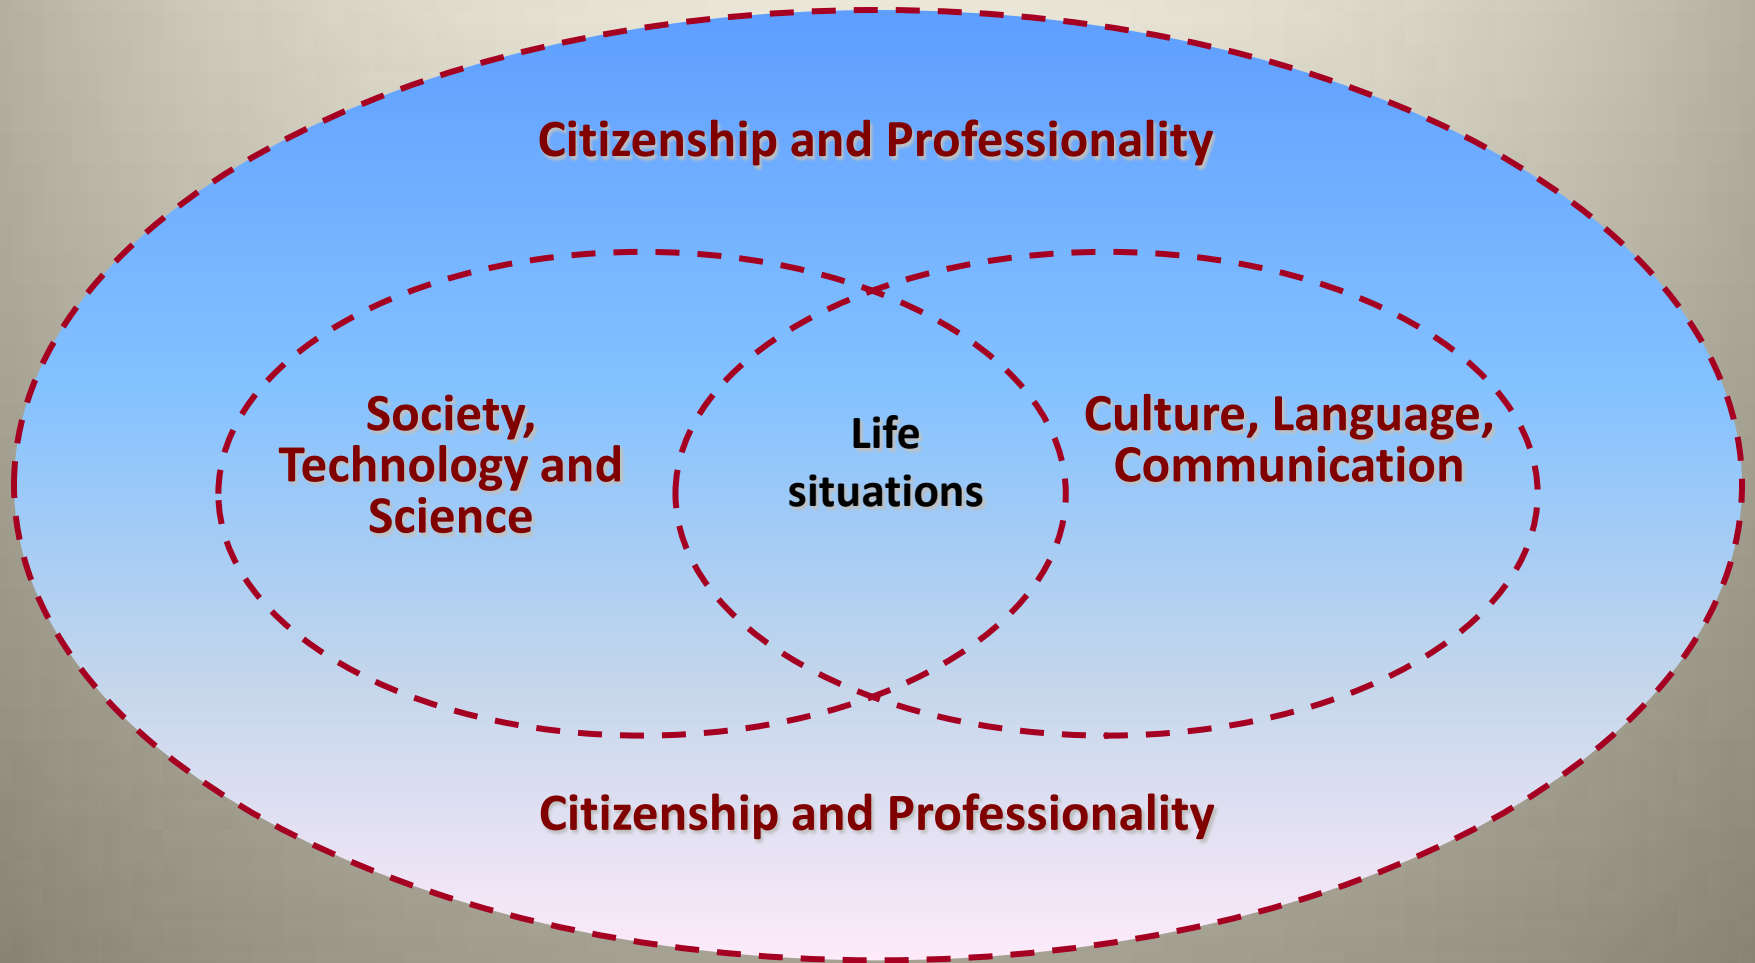 Citizenship and Professionality
Society,
Technology and
Science
Life
situations
Culture, Language,
Communication
Citizenship and Professionality